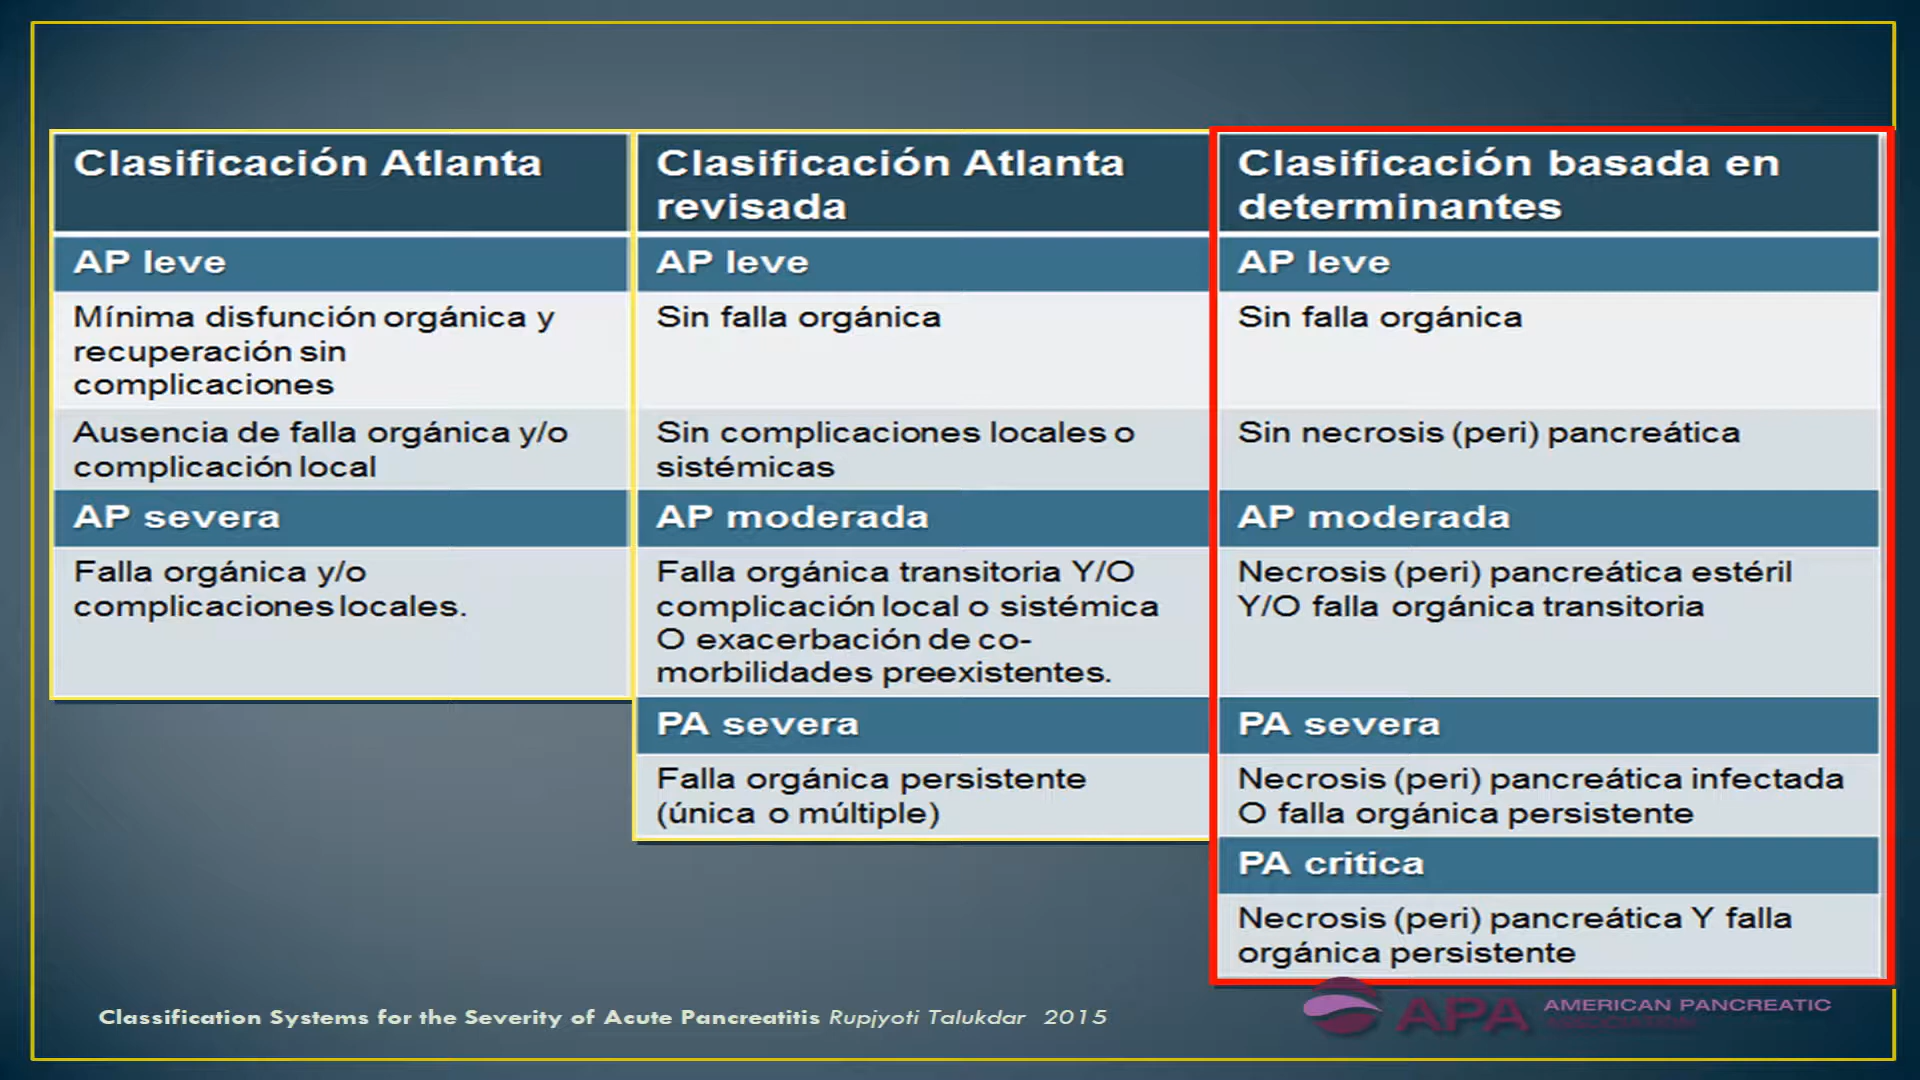 Clasificación Atlanta
AP leve
Mínima disfunción orgánica y
recuperación sin
complicaciones
Ausencia de falla orgánica y/o
complicación local
AP severa
Falla orgánica y/o
complicaciones locales.
Clasificación Atlanta
revisada
AP leve
Sin falla orgánica
Sin complicaciones locales o
sistémicas
AP moderada
Falla orgánica transitoria Y/O
complicación local o sistémica
O exacerbación de co-
morbilidades preexistentes.
PA severa
Falla orgánica persistente
(única o múltiple)
Clasificación basada en
determinantes
AP leve
Sin falla orgánica
Sin necrosis (peri) pancreática
AP moderada
Necrosis (peri) pancreática estéril
Y/O falla orgánica transitoria
PA severa
Necrosis (peri) pancreática infectada
O falla orgánica persistente
PA critica
Necrosis (peri) pancreática Y falla
orgánica persistente
Classification Systems for the Severity of Acute Pancreatitis Rupjyoti Talukdar 2015
APA AMERICAN PANCREATIC
ASSOCIATION